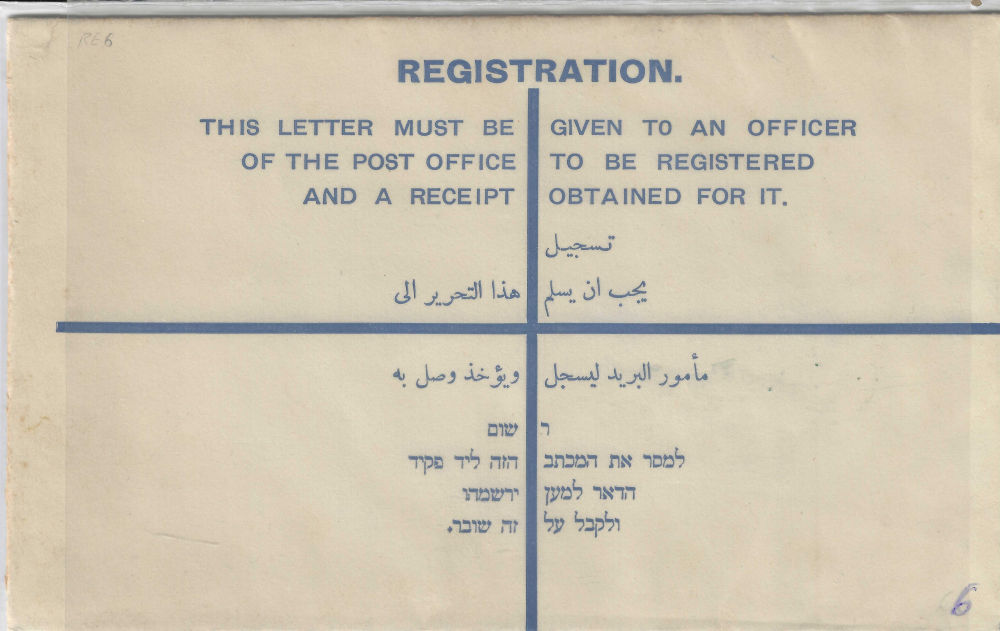 RE6
REGISTRATION.
THIS LETTER MUST BE GIVEN TO AN OFFICER
OF THE POST OFFICE TO BE REGISTERED
AND A RECEIPT OBTAINED FOR IT.
تسجيل
يجب ان يسلم هذا التحرير الى
مأمور البريد ليسجل ويؤخذ وصل به
ר שום
למסר את המכתב הזה ליד פקיד
הדאר למען ירשמהו
ולקבל על זה שובר.
6